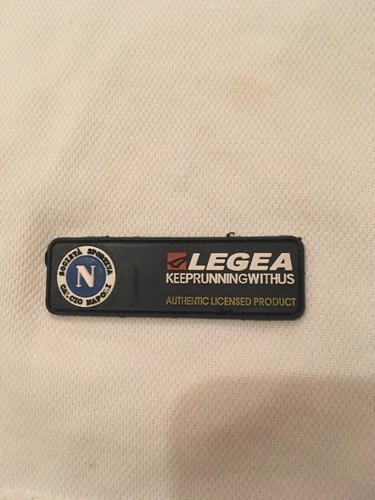 SOCIETÀ SPORTIVA
CALCIO NAPOLI
N
LEGEA
KEEPRUNNINGWITHUS
AUTHENTIC LICENSED PRODUCT